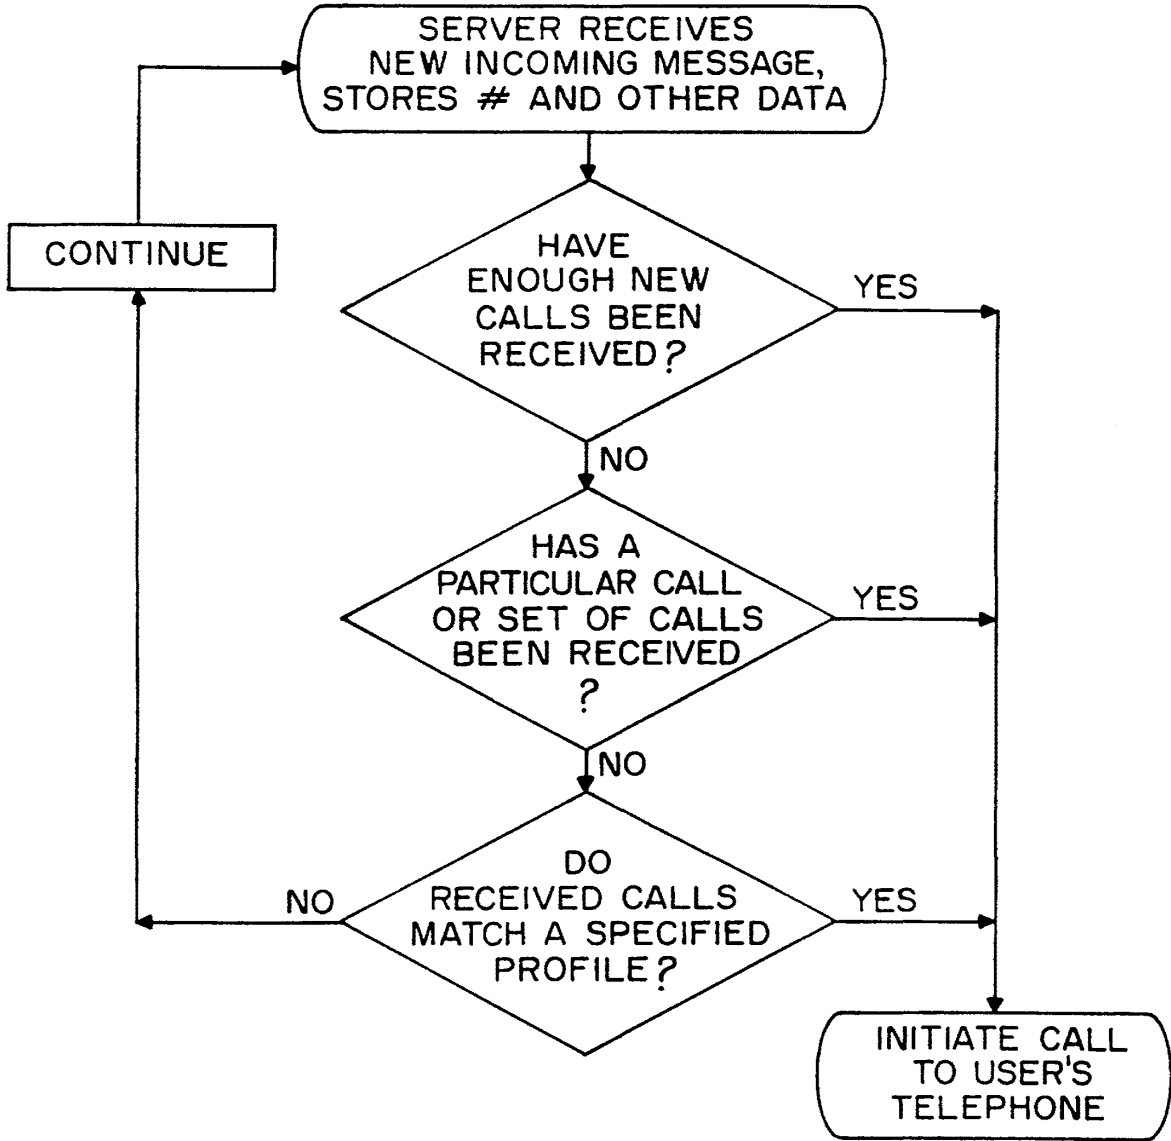 SERVER RECEIVES
NEW INCOMING MESSAGE,
STORES # AND OTHER DATA
CONTINUE
HAVE
ENOUGH NEW
CALLS BEEN
RECEIVED?
YES
NO
HAS A
PARTICULAR CALL
OR SET OF CALLS
BEEN RECEIVED
?
YES
NO
DO
RECEIVED CALLS
MATCH A SPECIFIED
PROFILE?
NO
YES
INITIATE CALL
TO USER'S
TELEPHONE